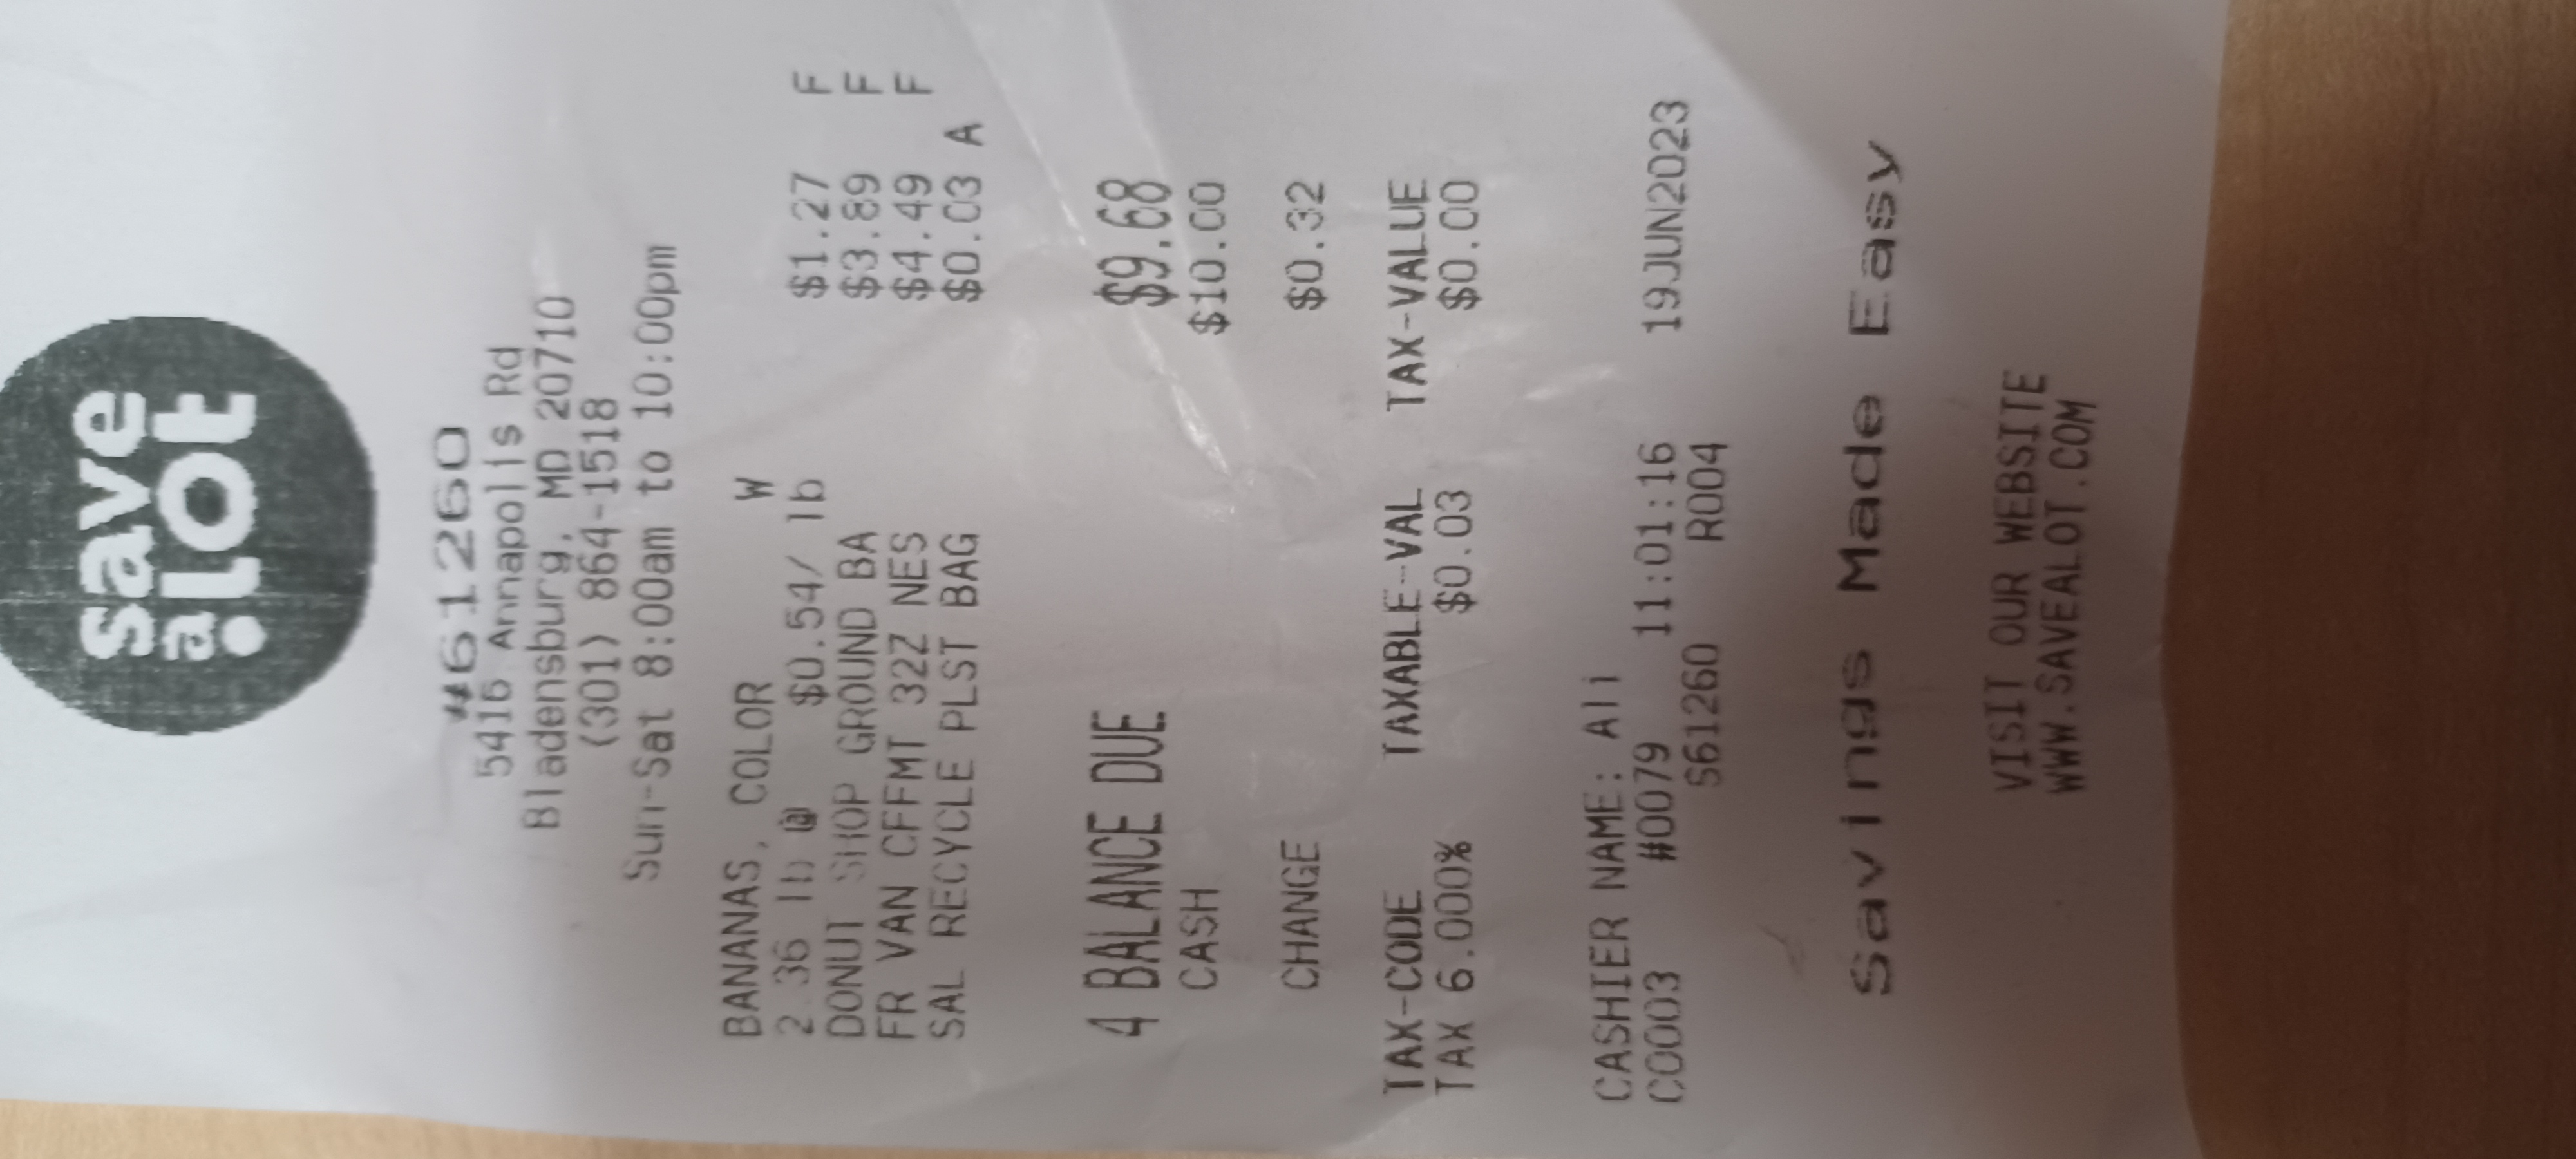 save
a.lot
#61260
5416 Annapolis Rd
Bladensburg, MD 20710
(301) 864-1518
Sun-Sat 8:00am to 10:00pm
BANANAS, COLOR W
2.36 lb @ $0.54/ lb $1.27 F
DONUT SHOP GROUND BA $3.89 F
FR VAN CFFMT 32Z NES $4.49 F
SAL RECYCLE PLST BAG $0.03 A
4 BALANCE DUE $9.68
CASH $10.00
CHANGE $0.32
TAX-CODE TAXABLE-VAL TAX-VALUE
TAX 6.000% $0.03 $0.00
CASHIER NAME: Ali
C0003 #0079 11:01:16 19JUN2023
S61260 R004
Savings Made Easy
VISIT OUR WEBSITE
WWW.SAVEALOT.COM